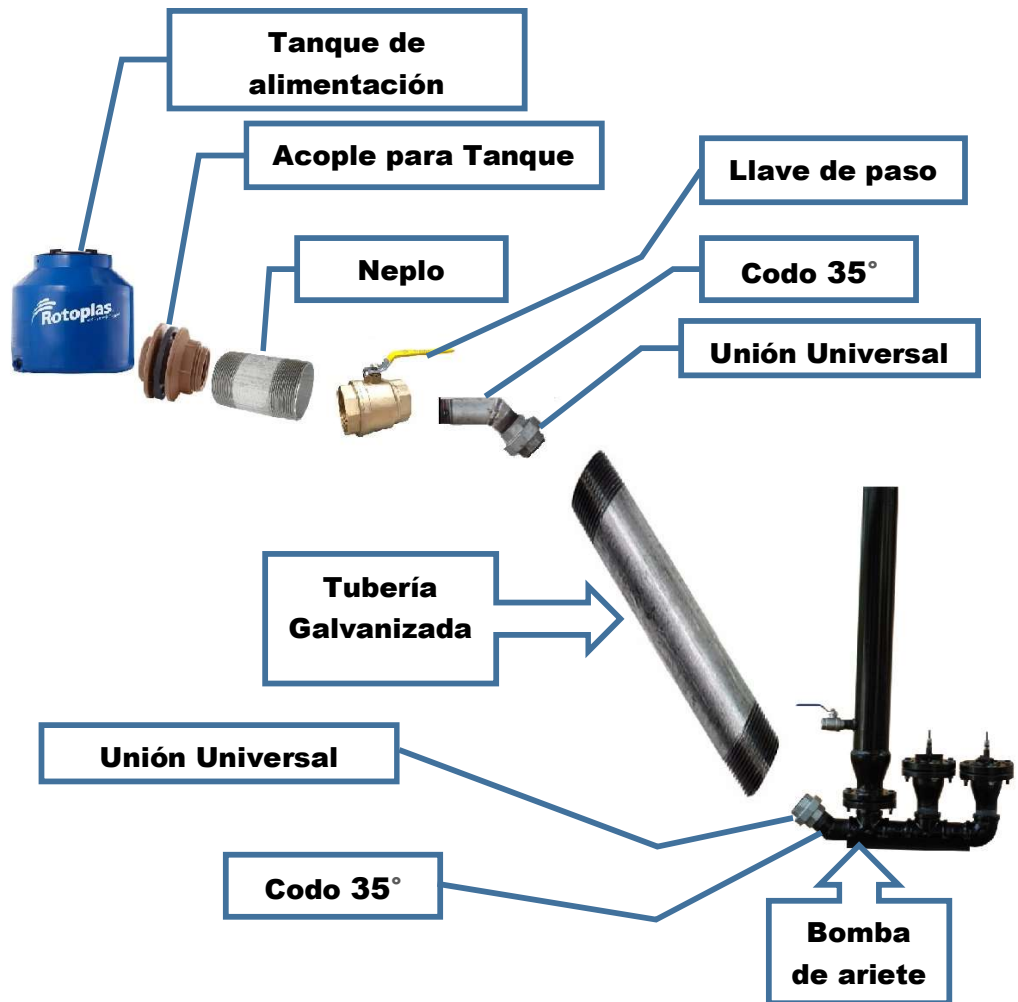 Tanque de
alimentación
Acople para Tanque
Llave de paso
Neplo
Codo 35°
Rotoplas
Unión Universal
Tubería
Galvanizada
Unión Universal
Codo 35°
Bomba
de ariete